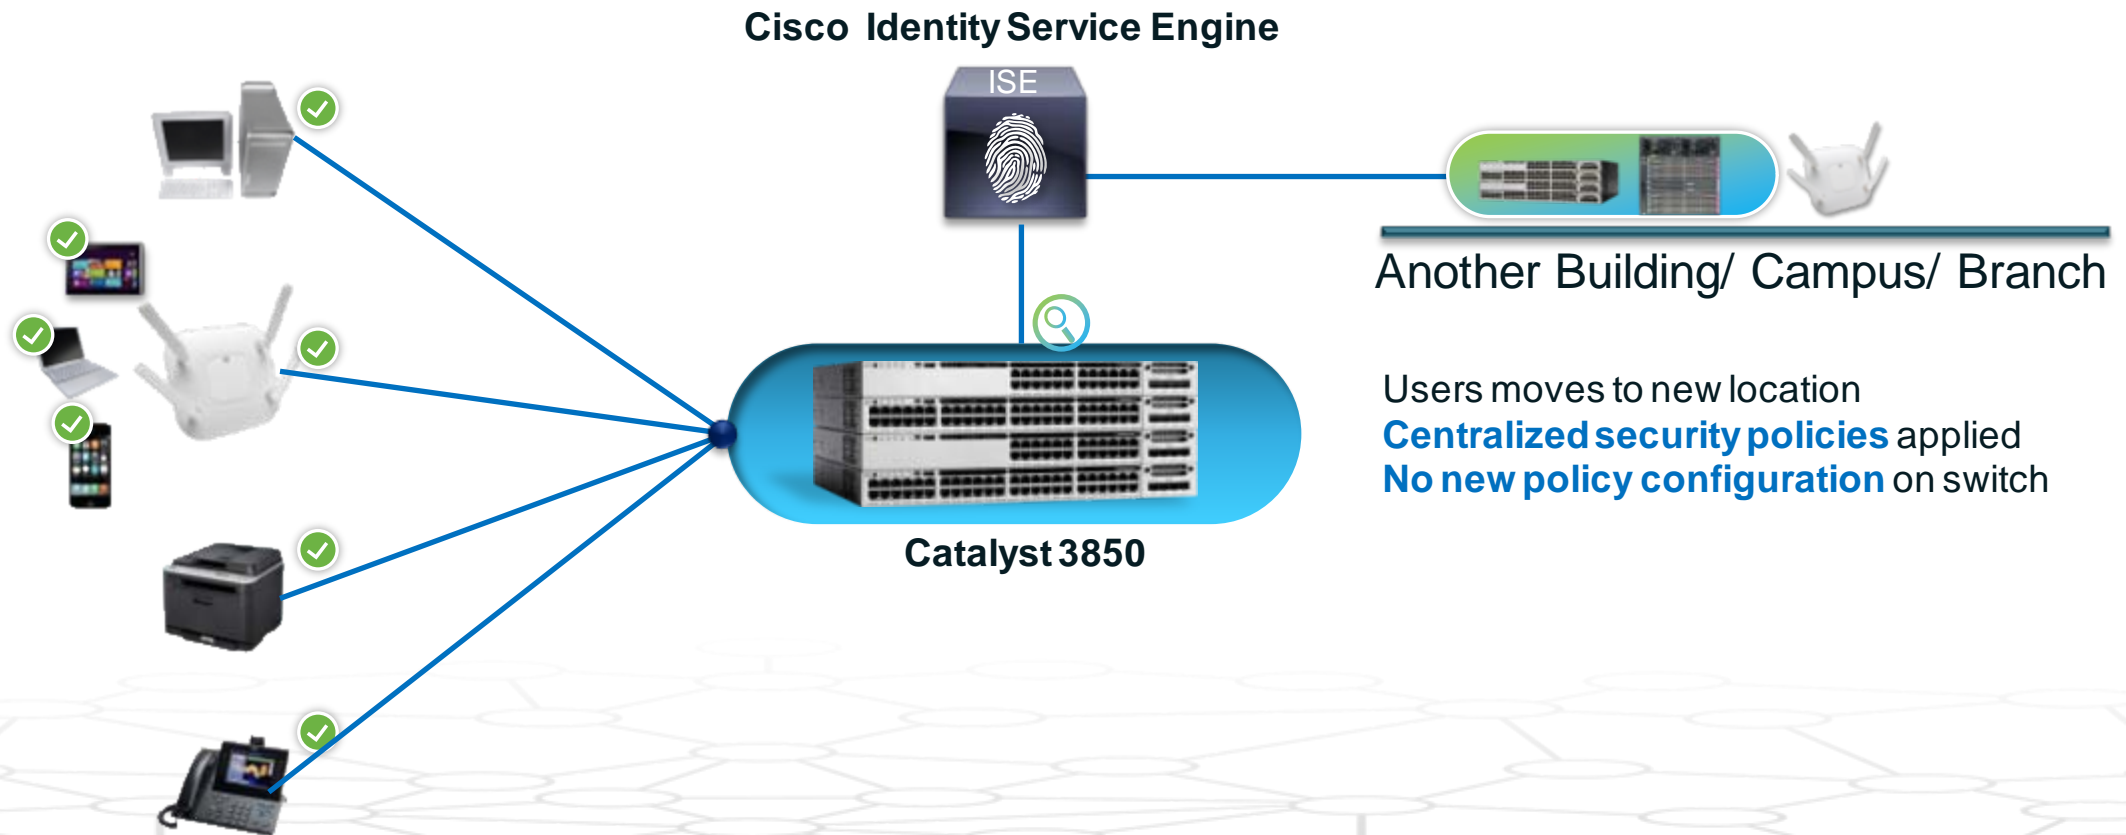 Cisco Identity Service Engine
ISE
Another Building/ Campus/ Branch
Users moves to new location
Centralized security policies applied
No new policy configuration on switch
Catalyst 3850